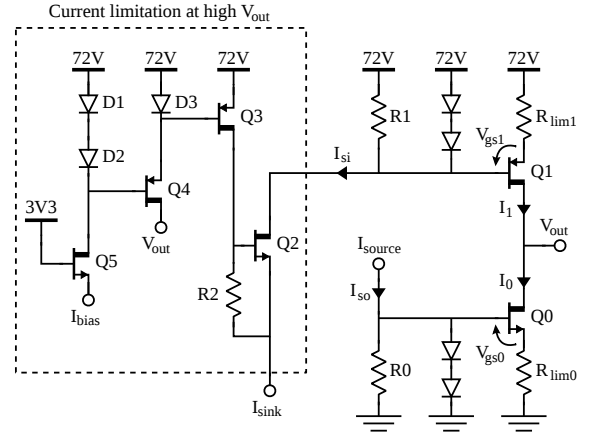 Current limitation at high Vout
72V 72V 72V 72V 72V 72V
D1 D3 Q3 R1 Rlim1
D2 Isi Vgs1 Q1
3V3 Q4 I1
Vout Q2 Isource Vout
Q5 Iso I0
Ibias R2 Q0
Vgs0
R0 Rlim0
Isink